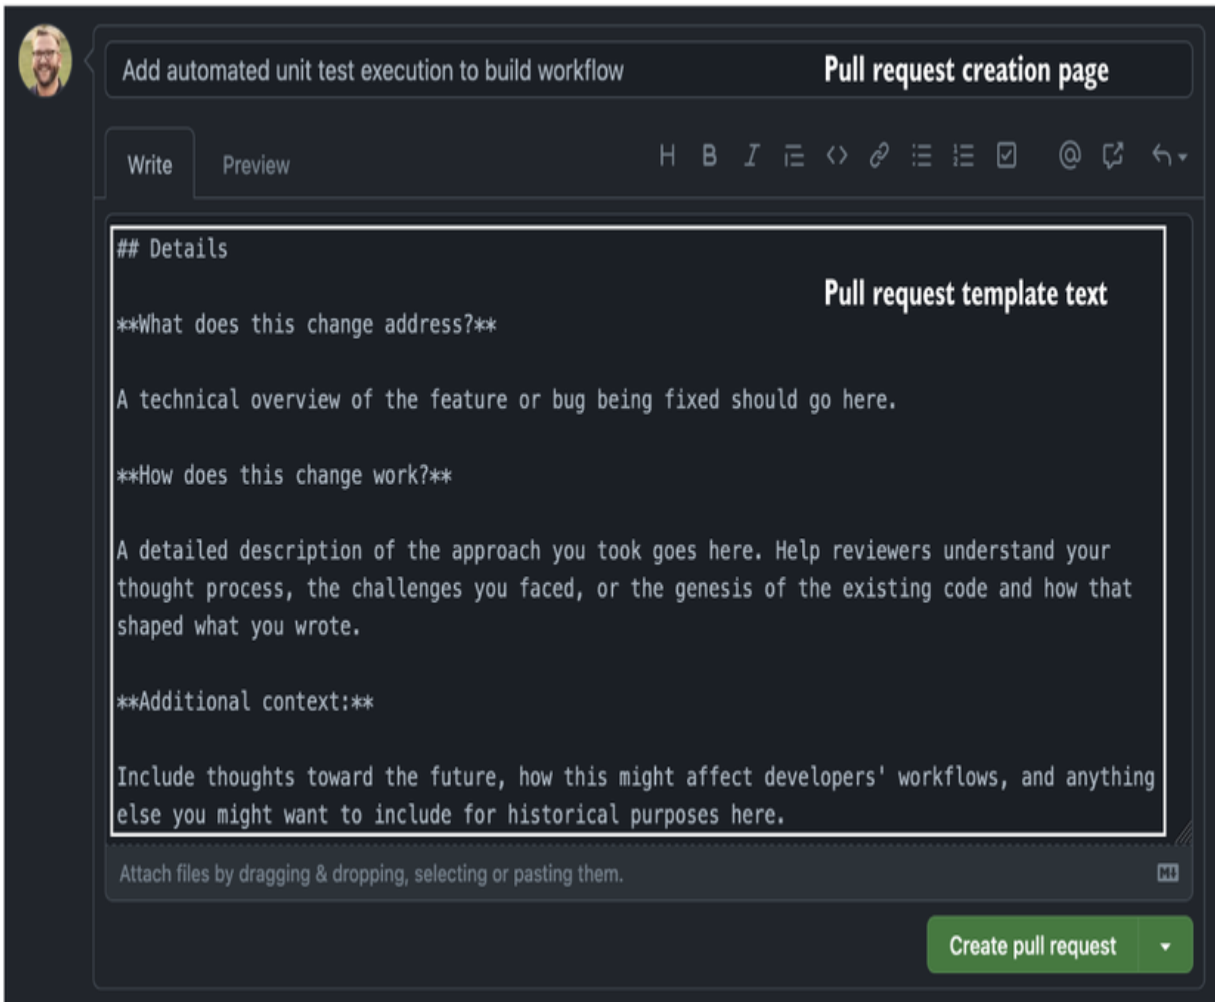 Add automated unit test execution to build workflow
Pull request creation page
Write
Preview
H B I <> @
## Details
Pull request template text
**What does this change address?**
A technical overview of the feature or bug being fixed should go here.
**How does this change work?**
A detailed description of the approach you took goes here. Help reviewers understand your
thought process, the challenges you faced, or the genesis of the existing code and how that
shaped what you wrote.
**Additional context:**
Include thoughts toward the future, how this might affect developers' workflows, and anything
else you might want to include for historical purposes here.
Attach files by dragging & dropping, selecting or pasting them.
Create pull request